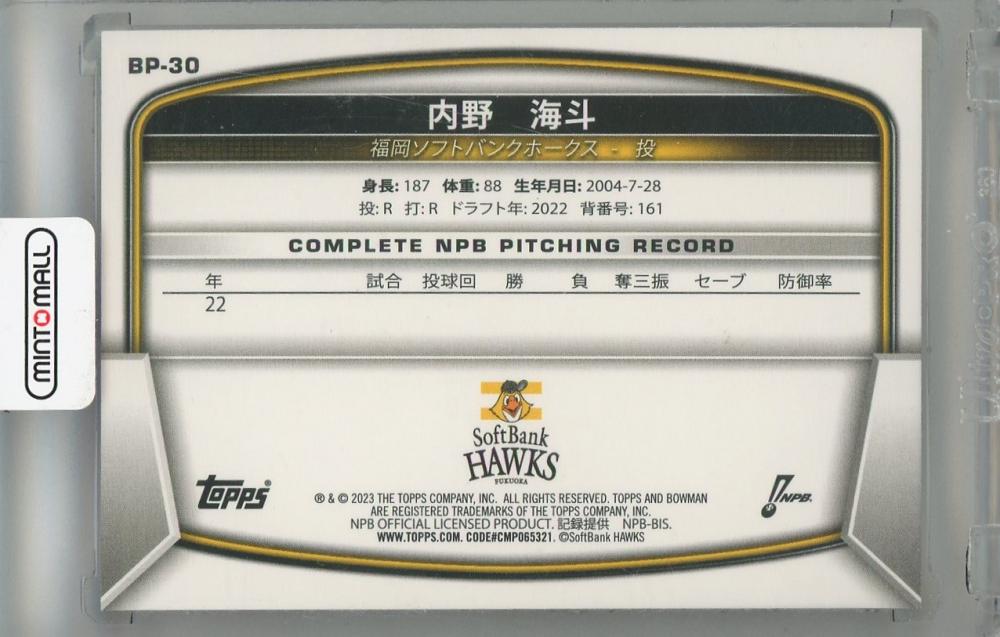 BP-30
内野 海斗
福岡ソフトバンクホークス - 投
身長: 187 体重: 88 生年月日: 2004-7-28
投: R 打: R ドラフト年: 2022 背番号: 161
COMPLETE NPB PITCHING RECORD
年 試合 投球回 勝 負 奪三振 セーブ 防御率
22
MINTOMALL
SoftBank
HAWKS
FUKUOKA
TOPPS
® & © 2023 THE TOPPS COMPANY, INC. ALL RIGHTS RESERVED. TOPPS AND BOWMAN
ARE REGISTERED TRADEMARKS OF THE TOPPS COMPANY, INC.
NPB OFFICIAL LICENSED PRODUCT. 記録提供 NPB-BIS.
WWW.TOPPS.COM. CODE#CMP065321. ©SoftBank HAWKS
NPB.